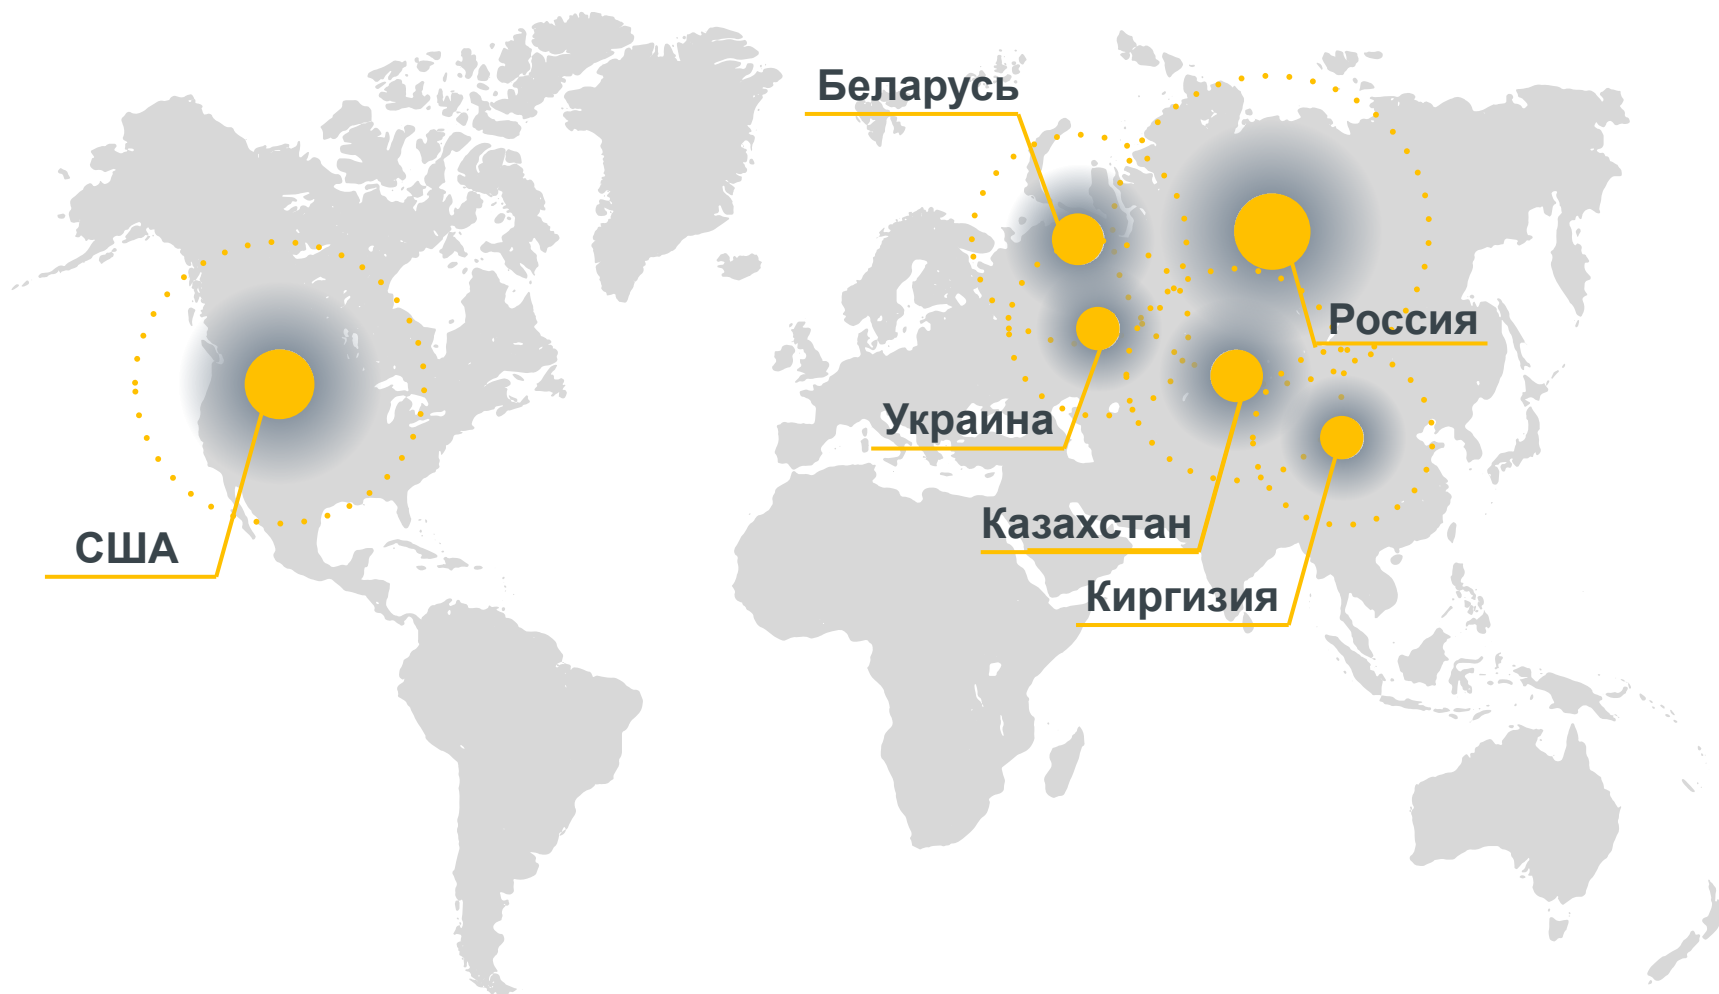 Беларусь
Россия
Украина
Казахстан
США
Киргизия